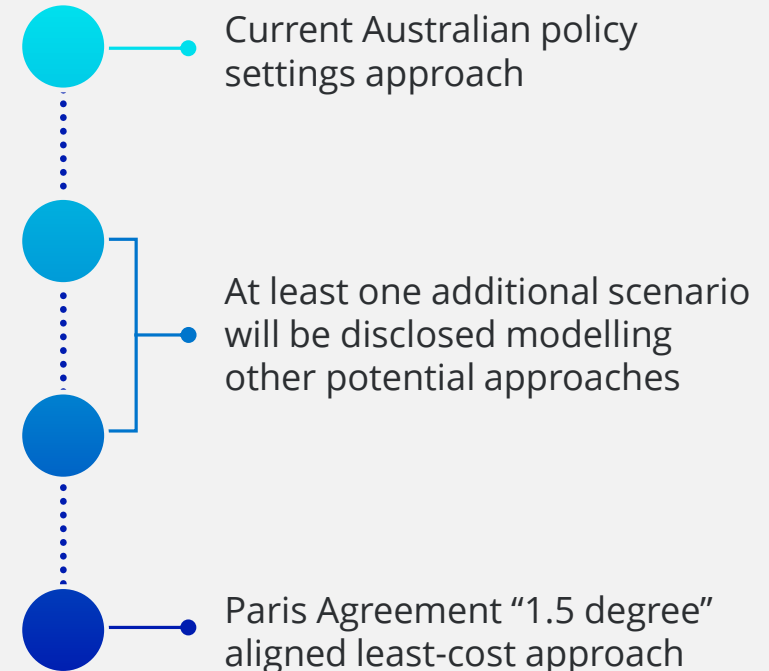 Current Australian policy
settings approach
At least one additional scenario
will be disclosed modelling
other potential approaches
Paris Agreement “1.5 degree”
aligned least-cost approach